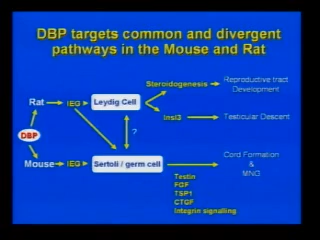 DBP targets common and divergent
pathways in the Mouse and Rat
Steroidogenesis
Reproductive tract
Development
Rat
IEG
Leydig Cell
Insl3
Testicular Descent
DBP
?
Mouse
IEG
Sertoli / germ cell
Cord Formation
&
MNG
Testin
FGF
TSP1
CTGF
Integrin signalling